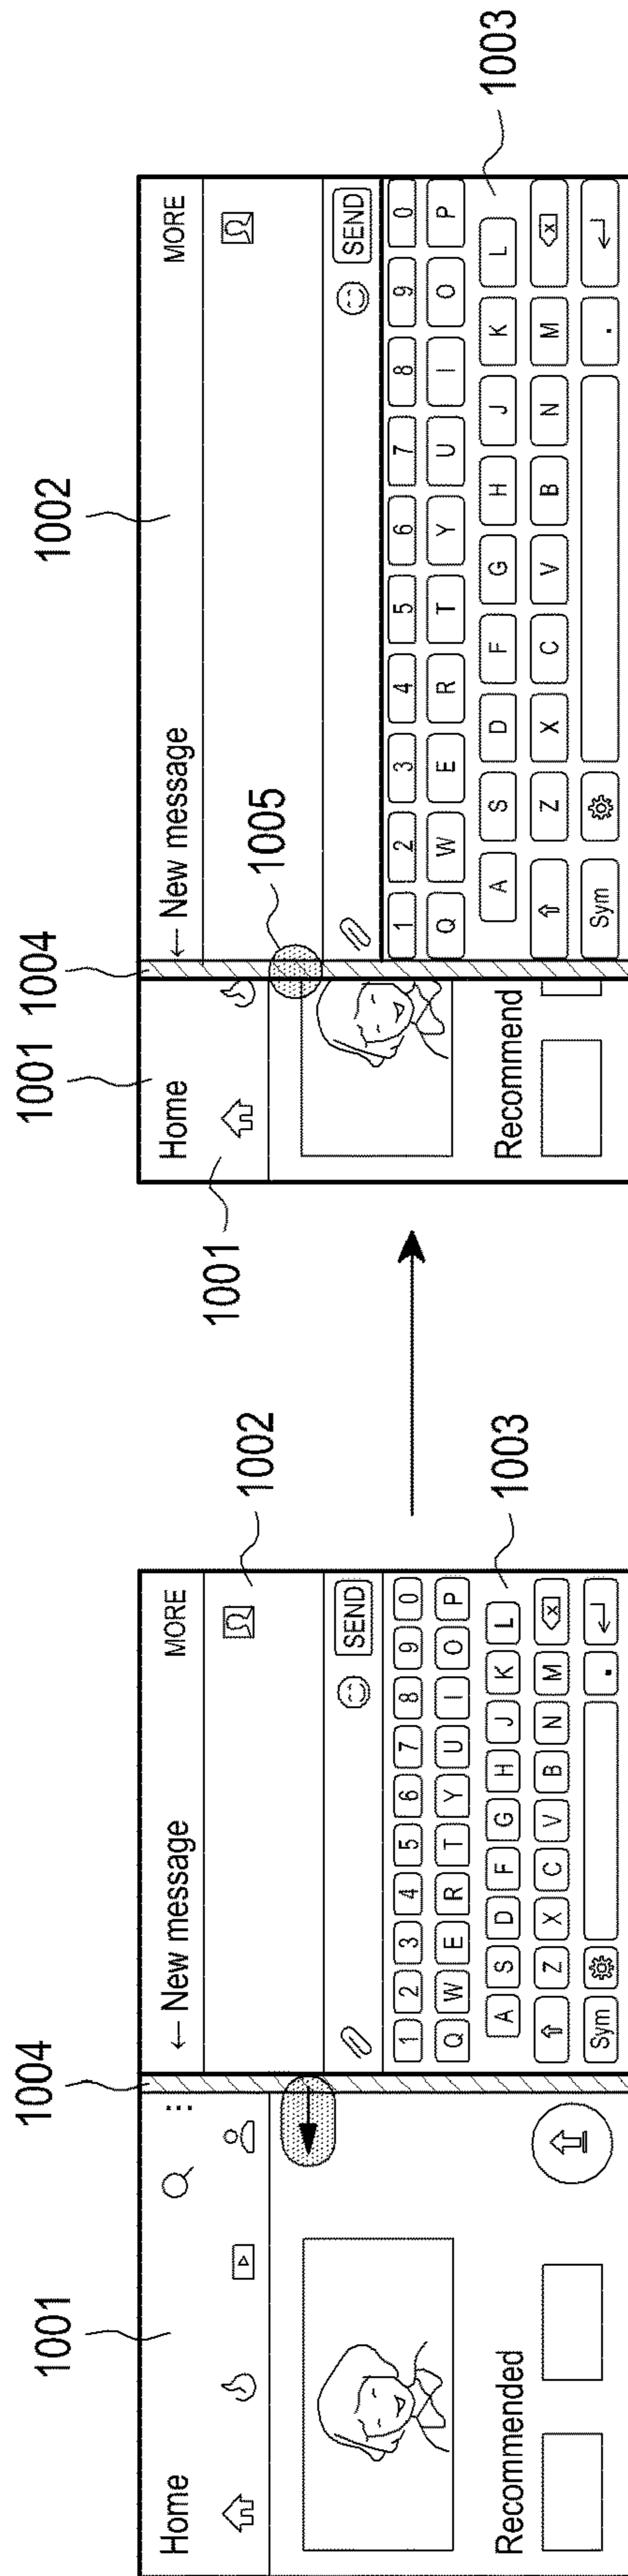 1001
1004
Home
← New message
MORE
1002
SEND
Recommended
1 2 3 4 5 6 7 8 9 0
Q W E R T Y U I O P
A S D F G H J K L
Z X C V B N M
Sym .
1003
1001
1004
1002
1001
Home
← New message
MORE
1005
SEND
Recommend
1 2 3 4 5 6 7 8 9 0
Q W E R T Y U I O P
A S D F G H J K L
Z X C V B N M
Sym .
1003